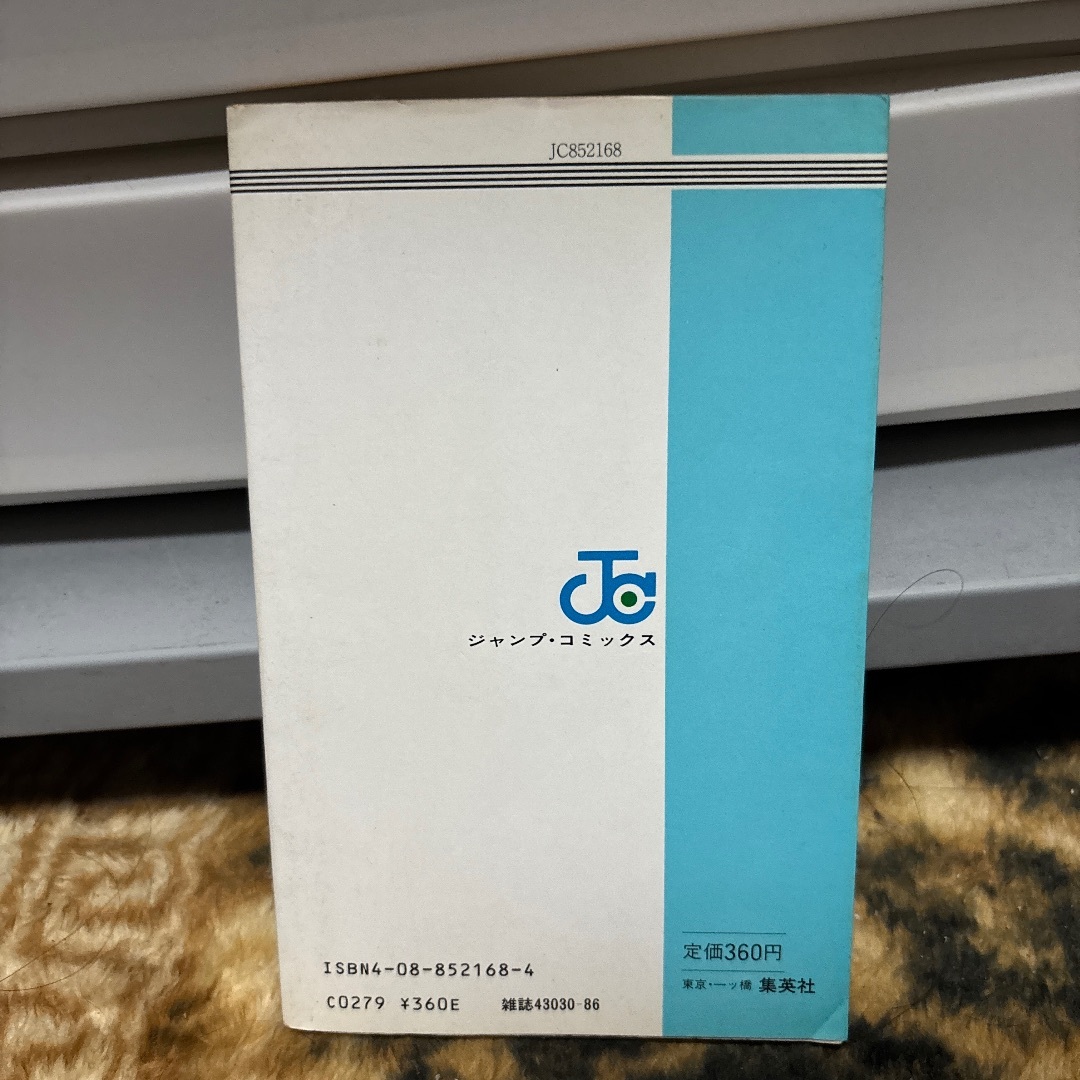 JC852168
JC
ジャンプ・コミックス
定価360円
東京・一ッ橋 集英社
ISBN4-08-852168-4
C0279 ¥360E 雑誌43030-86